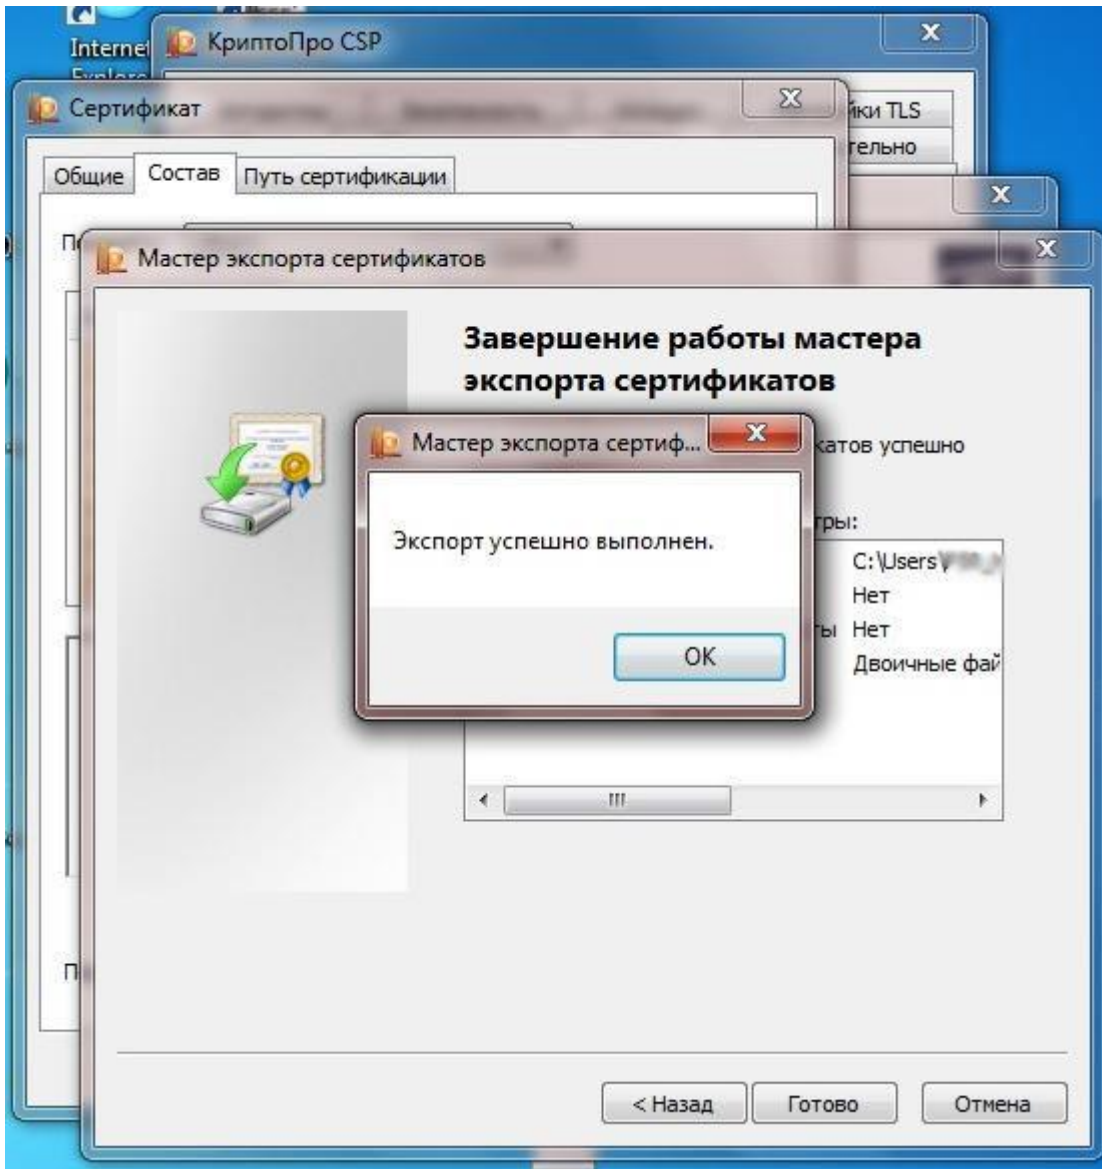 Internet
КриптоПро CSP
Сертификат
йки TLS
тельно
Общие
Состав
Путь сертификации
Мастер экспорта сертификатов
Завершение работы мастера
экспорта сертификатов
Мастер экспорта сертиф...
катов успешно
Экспорт успешно выполнен.
тры:
C:\Users\
Нет
ты Нет
Двоичные фай
OK
< Назад
Готово
Отмена